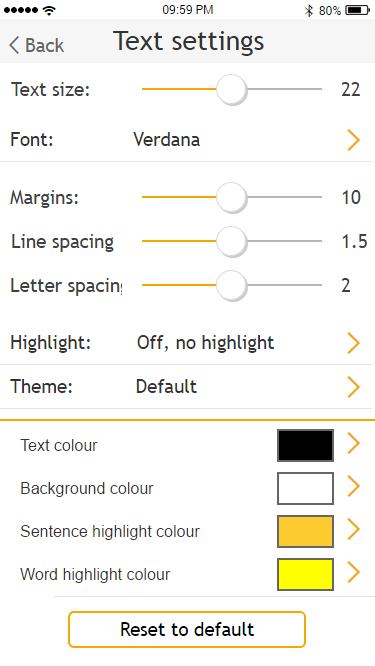 09:59 PM 80%
Back Text settings
Text size: 22
Font: Verdana
Margins: 10
Line spacing 1.5
Letter spacing 2
Highlight: Off, no highlight
Theme: Default
Text colour
Background colour
Sentence highlight colour
Word highlight colour
Reset to default